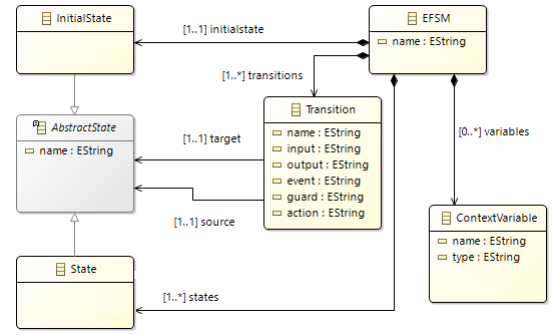 InitialState
EFSM
name : EString
[1..1] initialstate
[1..*] transitions
AbstractState
name : EString
Transition
name : EString
input : EString
output : EString
event : EString
guard : EString
action : EString
[1..1] target
[1..1] source
[0..*] variables
ContextVariable
name : EString
type : EString
State
[1..*] states